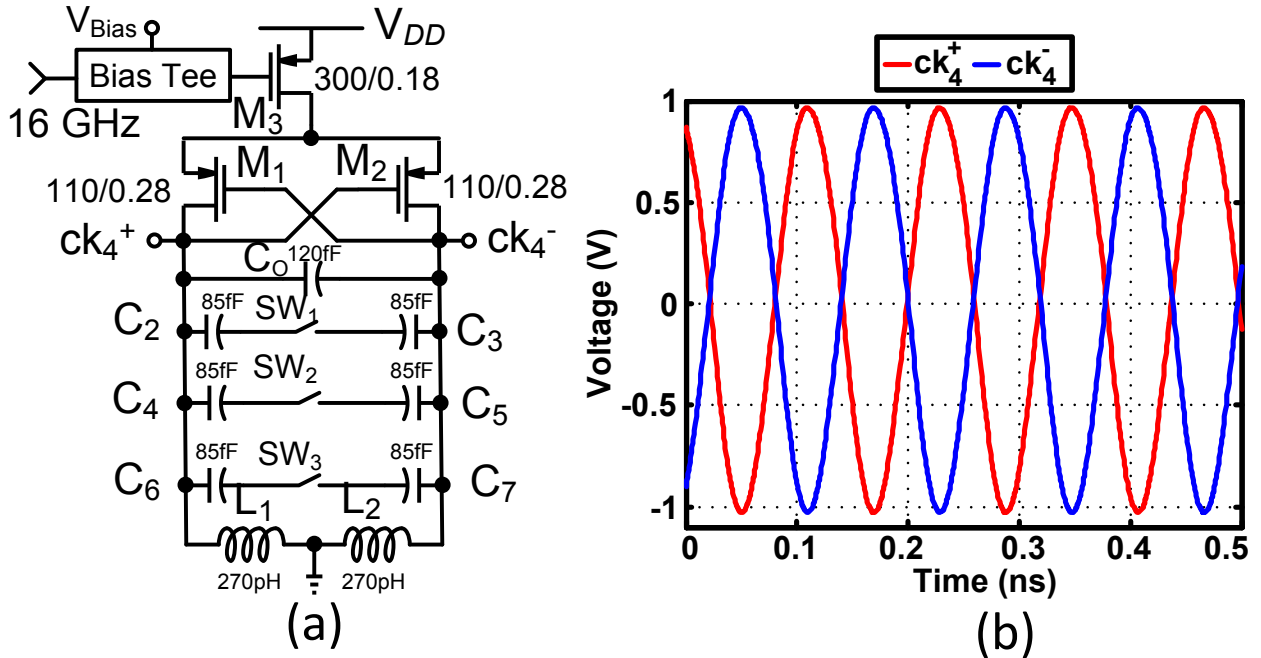 V_Bias
V_DD
Bias Tee
300/0.18
16 GHz
M_3
M_1
M_2
110/0.28
110/0.28
ck_4^+
ck_4^-
C_O 120fF
85fF
SW_1
85fF
C_2
C_3
85fF
SW_2
85fF
C_4
C_5
85fF
SW_3
85fF
C_6
C_7
L_1
L_2
270pH
270pH
(a)
ck_4^+
ck_4^-
Voltage (V)
1
0.5
0
-0.5
-1
0
0.1
0.2
0.3
0.4
0.5
Time (ns)
(b)